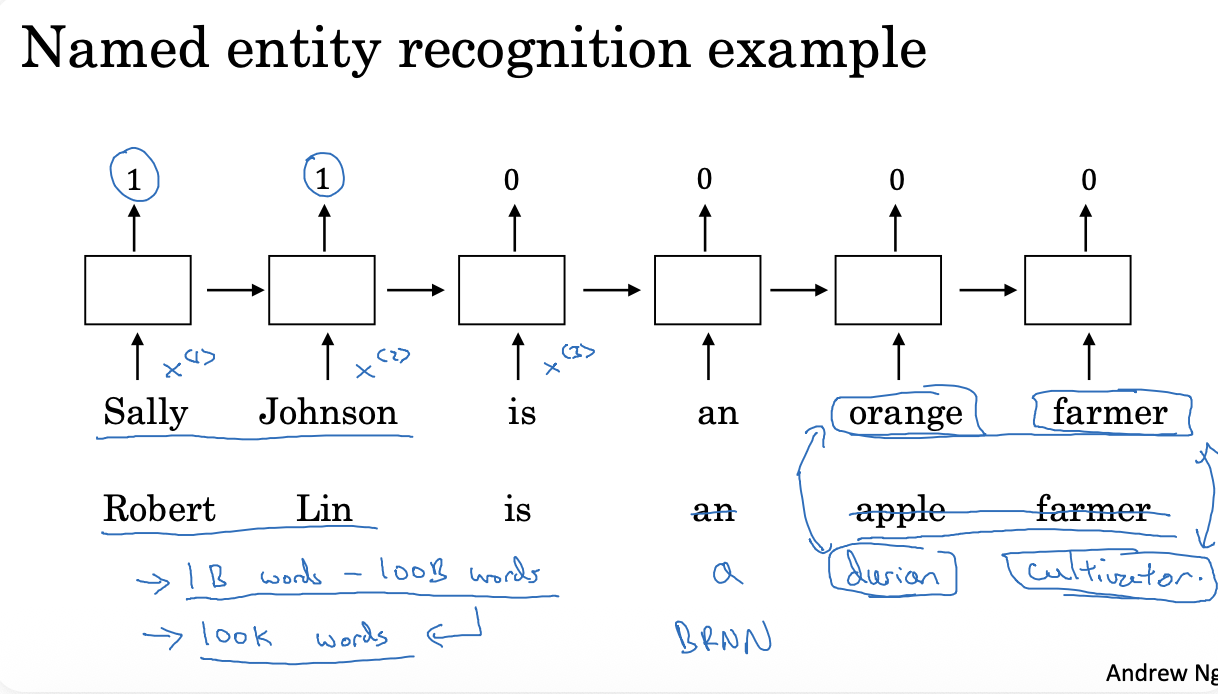 Named entity recognition example
1 1 0 0 0 0
x<1> x<2> x<3>
Sally Johnson is an orange farmer
Robert Lin is an apple farmer
→ 1B words – 100B words a durian cultivator.
→ 100K words BRNN
Andrew Ng